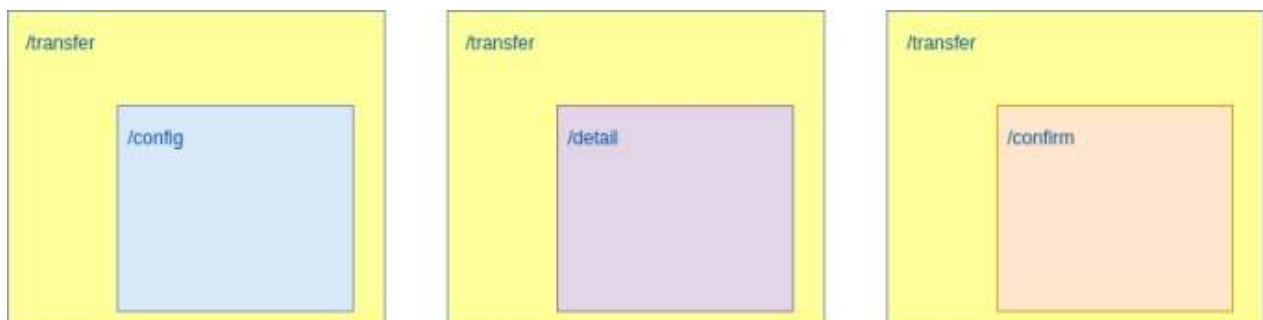 /transfer
/config
/transfer
/detail
/transfer
/confirm